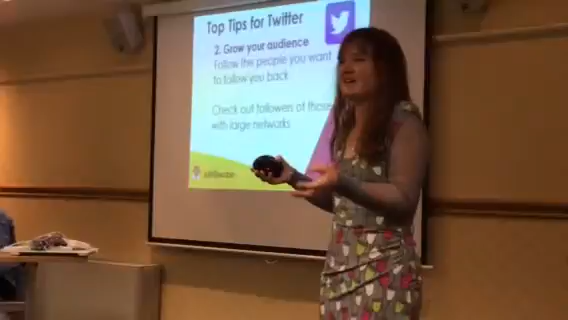 Top Tips for Twitter
2. Grow your audience
Follow the people you want
to follow you back
Check out followers of those
with large networks